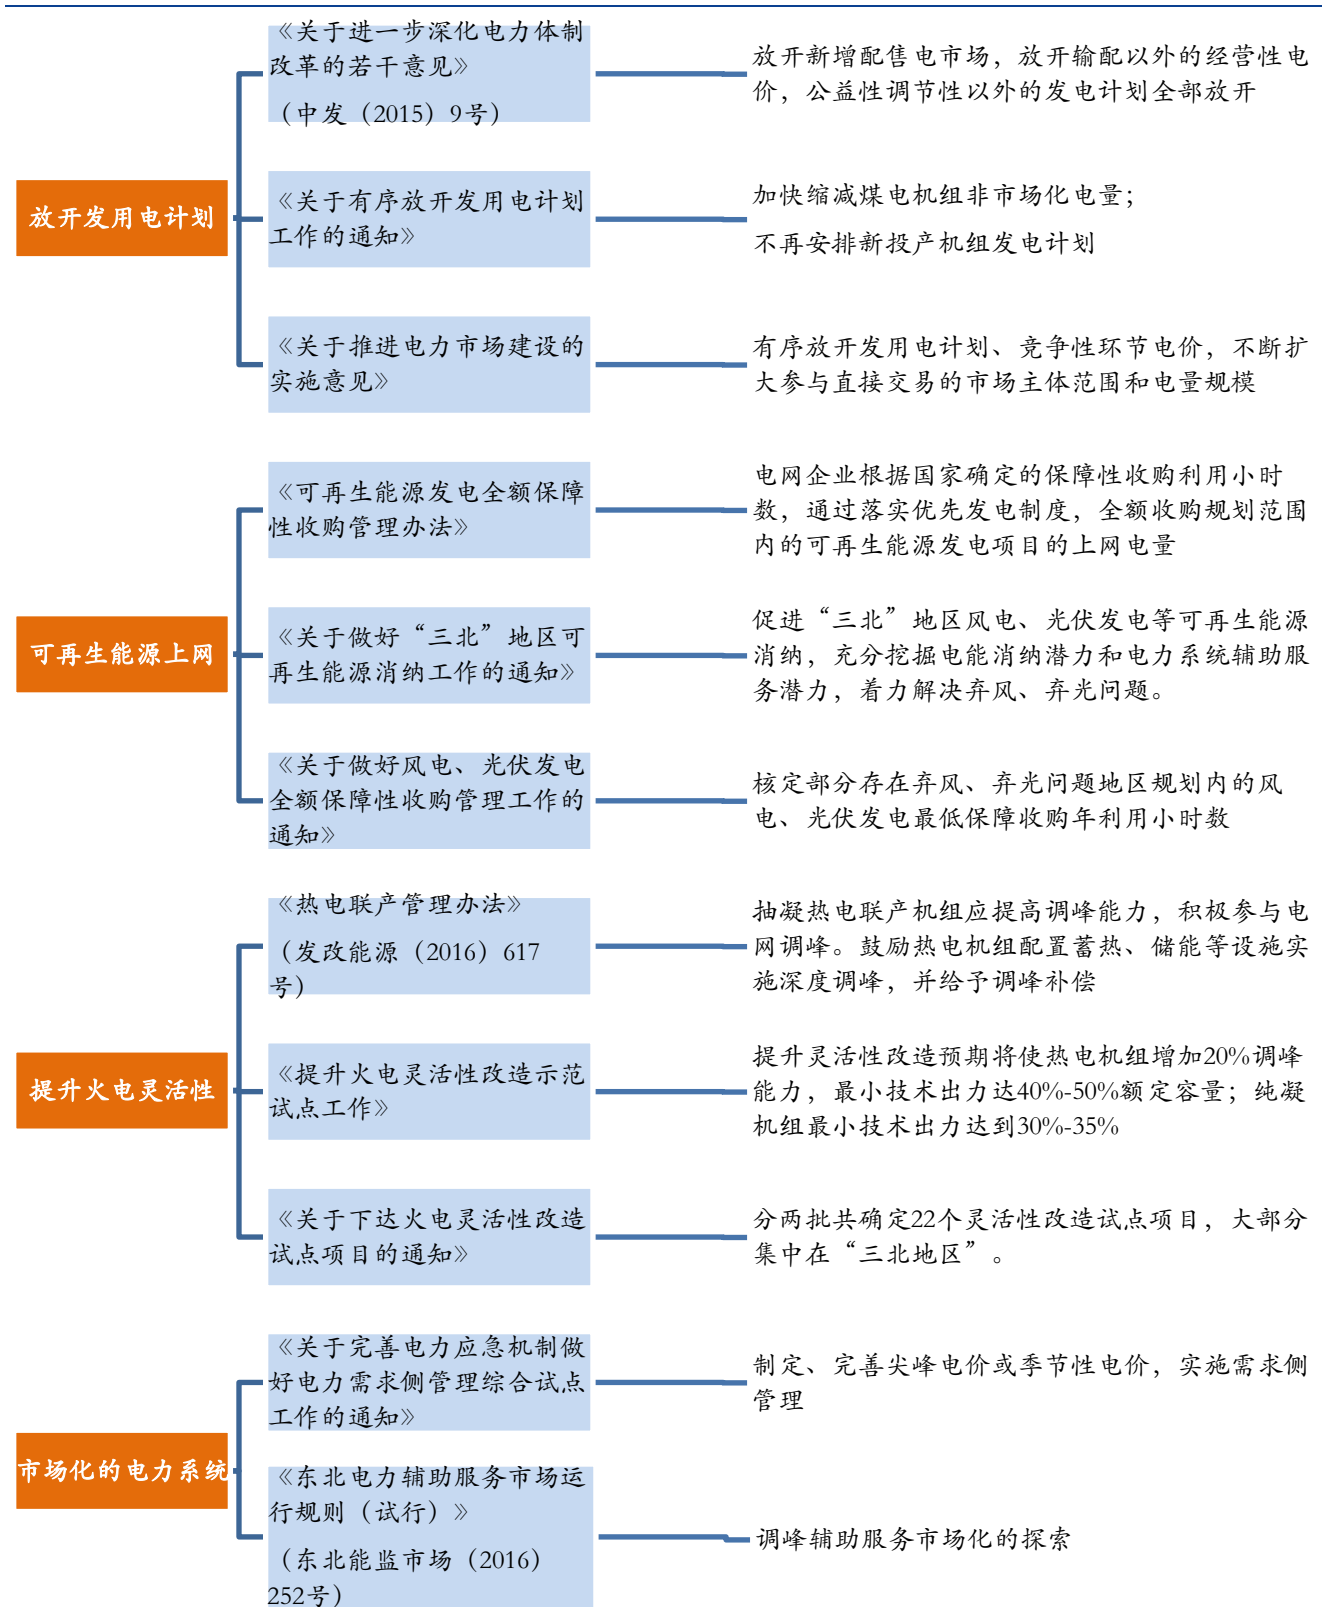 放开发用电计划
《关于进一步深化电力体制
改革的若干意见》
（中发（2015）9号）
放开新增配售电市场，放开输配以外的经营性电
价，公益性调节性以外的发电计划全部放开
《关于有序放开发用电计划
工作的通知》
加快缩减煤电机组非市场化电量；
不再安排新投产机组发电计划
《关于推进电力市场建设的
实施意见》
有序放开发用电计划、竞争性环节电价，不断扩
大参与直接交易的市场主体范围和电量规模
可再生能源上网
《可再生能源发电全额保障
性收购管理办法》
电网企业根据国家确定的保障性收购利用小时
数，通过落实优先发电制度，全额收购规划范围
内的可再生能源发电项目的上网电量
《关于做好“三北”地区可
再生能源消纳工作的通知》
促进“三北”地区风电、光伏发电等可再生能源
消纳，充分挖掘电能消纳潜力和电力系统辅助服
务潜力，着力解决弃风、弃光问题。
《关于做好风电、光伏发电
全额保障性收购管理工作的
通知》
核定部分存在弃风、弃光问题地区规划内的风
电、光伏发电最低保障收购年利用小时数
提升火电灵活性
《热电联产管理办法》
（发改能源（2016）617
号）
抽凝热电联产机组应提高调峰能力，积极参与电
网调峰。鼓励热电机组配置蓄热、储能等设施实
施深度调峰，并给予调峰补偿
《提升火电灵活性改造示范
试点工作》
提升灵活性改造预期将使热电机组增加20%调峰
能力，最小技术出力达40%-50%额定容量；纯凝
机组最小技术出力达到30%-35%
《关于下达火电灵活性改造
试点项目的通知》
分两批共确定22个灵活性改造试点项目，大部分
集中在“三北地区”。
市场化的电力系统
《关于完善电力应急机制做
好电力需求侧管理综合试点
工作的通知》
制定、完善尖峰电价或季节性电价，实施需求侧
管理
《东北电力辅助服务市场运
行规则（试行）》
（东北能监市场（2016）
252号）
调峰辅助服务市场化的探索